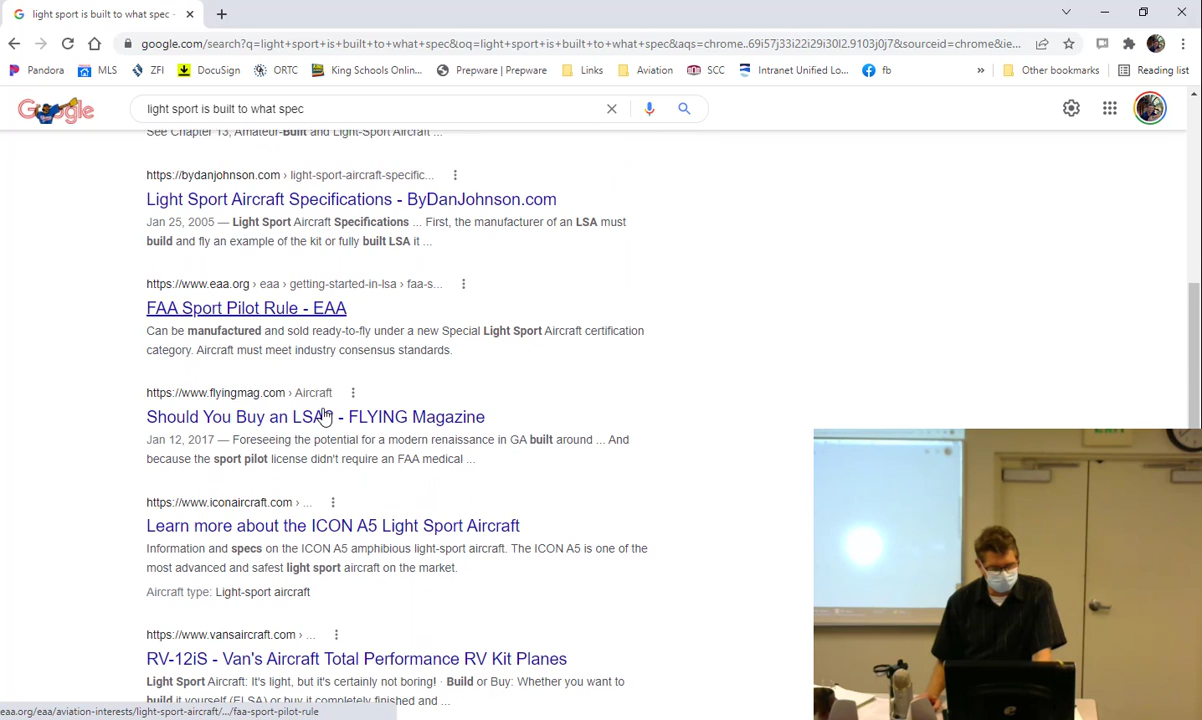 light sport is built to what spec -
google.com/search?q=light+sport+is+built+to+what+spec&oq=light+sport+is+built+to+what+spec&aqs=chrome..69i57j33i22i29i30l2.9103j0j7&sourceid=chrome&ie...
Pandora MLS ZFI DocuSign ORTC King Schools Onlin... Prepware | Prepware Links Aviation SCC Intranet Unified Lo... fb » Other bookmarks Reading list
Google light sport is built to what spec
See Chapter 13, Amateur-Built and Light-Sport Aircraft ...
https://bydanjohnson.com › light-sport-aircraft-specific...
Light Sport Aircraft Specifications - ByDanJohnson.com
Jan 25, 2005 — Light Sport Aircraft Specifications ... First, the manufacturer of an LSA must
build and fly an example of the kit or fully built LSA it ...
https://www.eaa.org › eaa › getting-started-in-lsa › faa-s...
FAA Sport Pilot Rule - EAA
Can be manufactured and sold ready-to-fly under a new Special Light Sport Aircraft certification
category. Aircraft must meet industry consensus standards.
https://www.flyingmag.com › Aircraft
Should You Buy an LSA? - FLYING Magazine
Jan 12, 2017 — Foreseeing the potential for a modern renaissance in GA built around ... And
because the sport pilot license didn't require an FAA medical ...
https://www.iconaircraft.com › ...
Learn more about the ICON A5 Light Sport Aircraft
Information and specs on the ICON A5 amphibious light-sport aircraft. The ICON A5 is one of the
most advanced and safest light sport aircraft on the market.
Aircraft type: Light-sport aircraft
https://www.vansaircraft.com › ...
RV-12iS - Van's Aircraft Total Performance RV Kit Planes
Light Sport Aircraft: It's light, but it's certainly not boring! · Build or Buy: Whether you want to
build it yourself (ELSA) or buy it completely finished and ...
eaa.org/eaa/aviation-interests/light-sport-aircraft/.../faa-sport-pilot-rule
EXIT